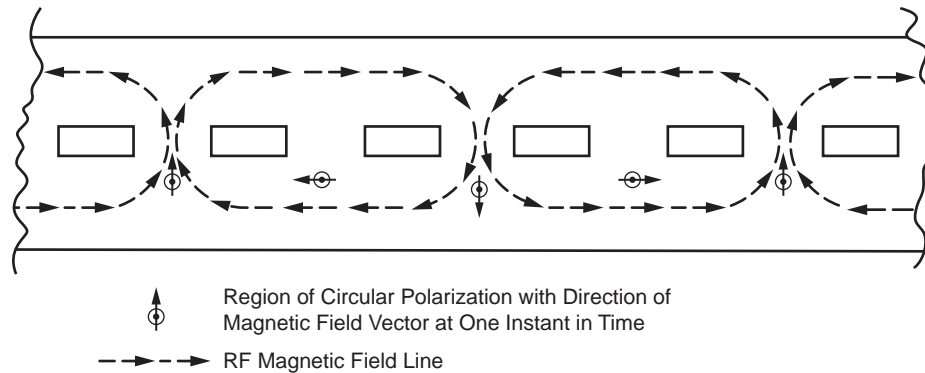 Region of Circular Polarization with Direction of
Magnetic Field Vector at One Instant in Time
RF Magnetic Field Line